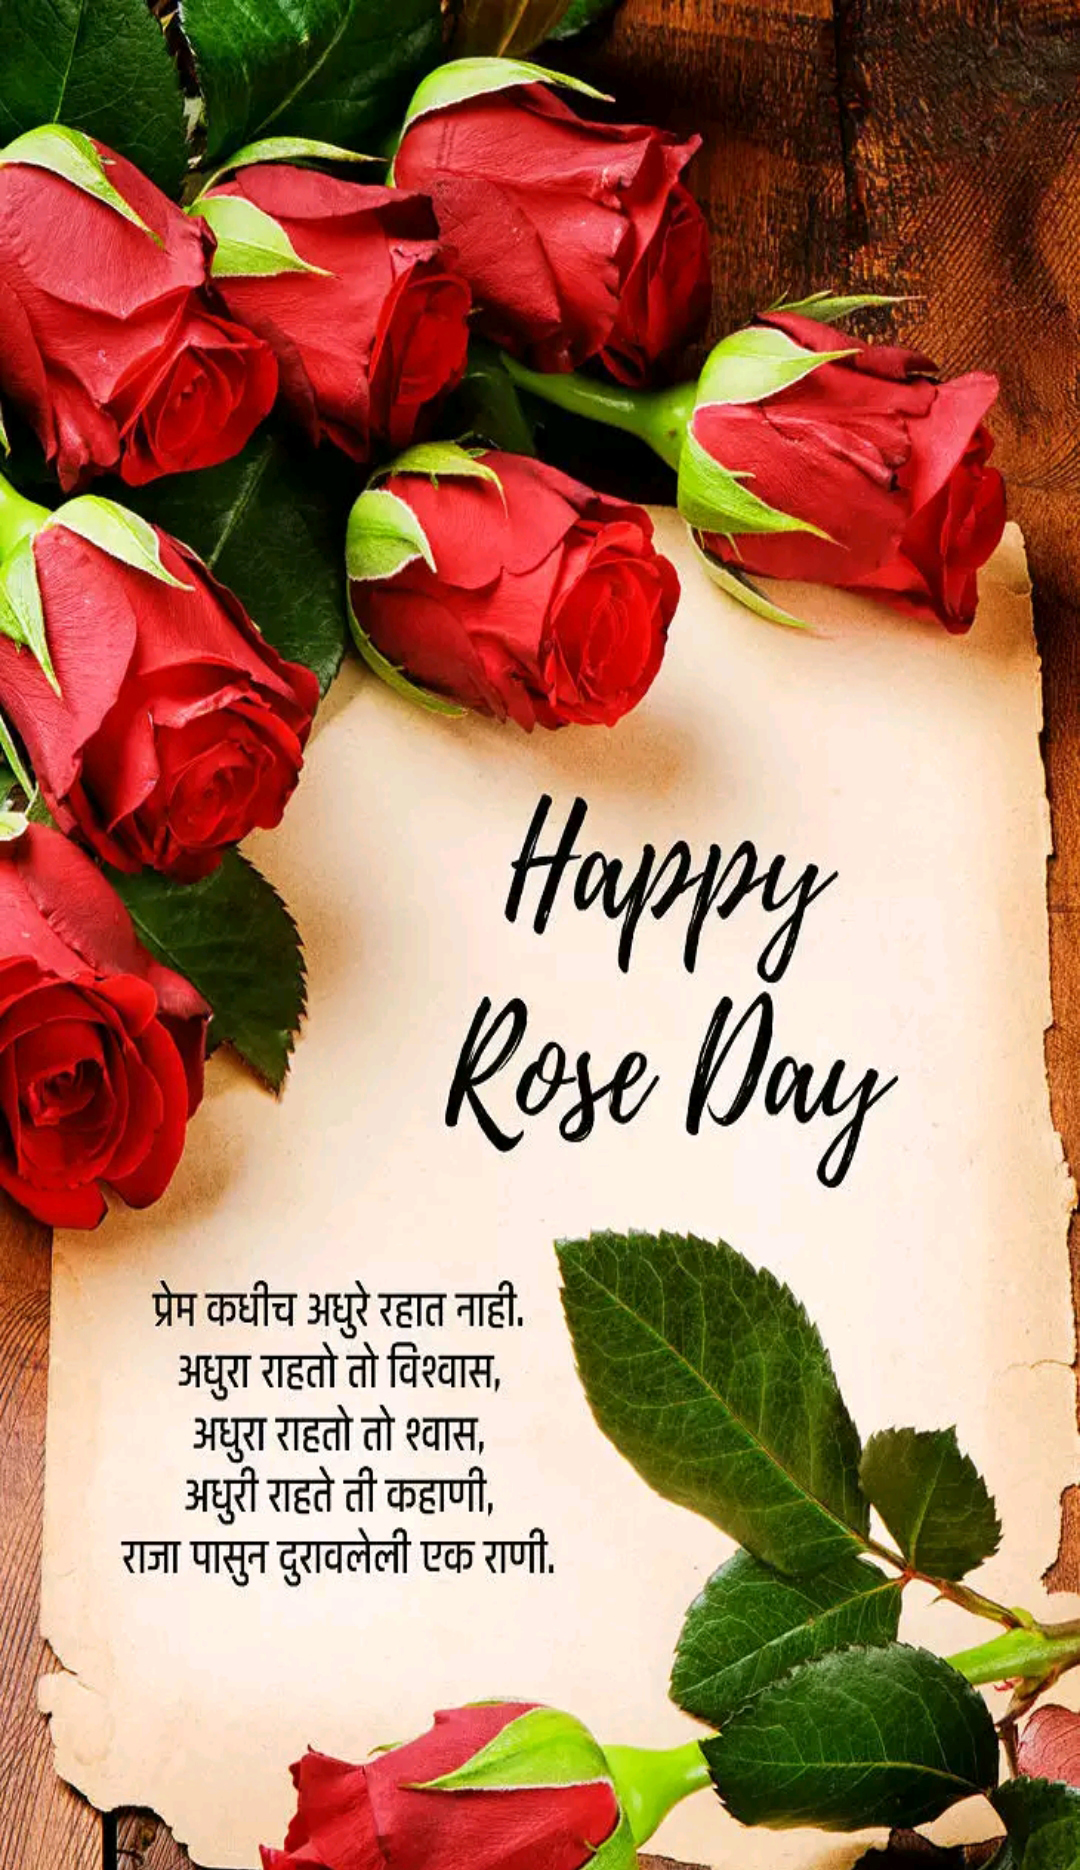 Happy
Rose Day
प्रेम कधीच अधुरे रहात नाही.
अधुरा राहतो तो विश्वास,
अधुरा राहतो तो श्वास,
अधुरी राहते ती कहाणी,
राजा पासुन दुरावलेली एक राणी.